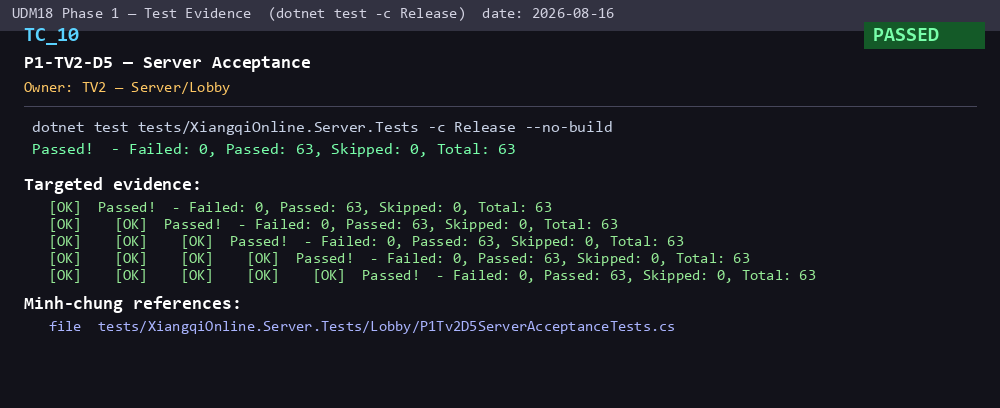 UDM18 Phase 1 — Test Evidence  (dotnet test -c Release)  date: 2026-08-16
TC_10
PASSED
P1-TV2-D5 — Server Acceptance
Owner: TV2 — Server/Lobby
dotnet test tests/XiangqiOnline.Server.Tests -c Release --no-build
Passed!  - Failed: 0, Passed: 63, Skipped: 0, Total: 63
Targeted evidence:
[OK]  Passed!  - Failed: 0, Passed: 63, Skipped: 0, Total: 63
[OK]    [OK]  Passed!  - Failed: 0, Passed: 63, Skipped: 0, Total: 63
[OK]    [OK]    [OK]  Passed!  - Failed: 0, Passed: 63, Skipped: 0, Total: 63
[OK]    [OK]    [OK]    [OK]  Passed!  - Failed: 0, Passed: 63, Skipped: 0, Total: 63
[OK]    [OK]    [OK]    [OK]    [OK]  Passed!  - Failed: 0, Passed: 63, Skipped: 0, Total: 63
Minh-chung references:
file  tests/XiangqiOnline.Server.Tests/Lobby/P1Tv2D5ServerAcceptanceTests.cs